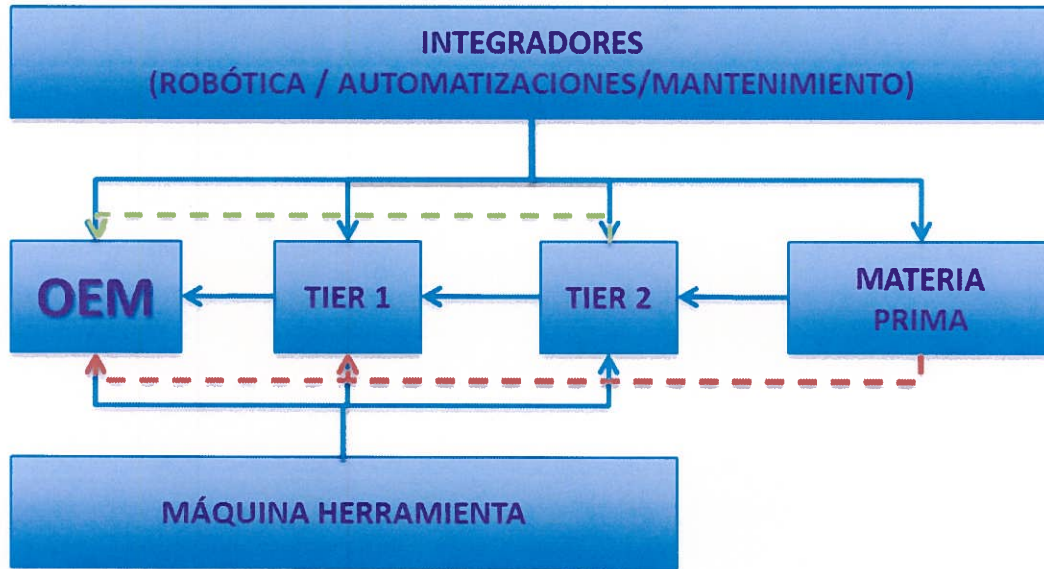 INTEGRADORES
(ROBÓTICA / AUTOMATIZACIONES/MANTENIMIENTO)
OEM
TIER 1
TIER 2
MATERIA
PRIMA
MÁQUINA HERRAMIENTA